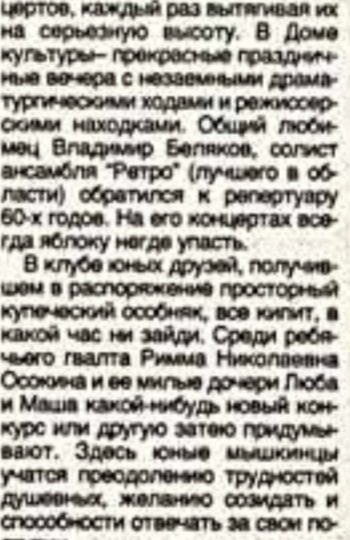 цертов, каждый раз вытягивая их
на серьезную высоту. В Доме
культуры– прекрасные празднич-
ные вечера с незаемными драма-
тургическими ходами и режиссер-
скими находками. Общий люби-
мец Владимир Беляков, солист
ансамбля "Ретро" (лучшего в об-
ласти) обратился к репертуару
60-х годов. На его концертах все-
гда яблоку негде упасть.
В клубе юных друзей, получив-
шем в распоряжение просторный
купеческий особняк, все кипит, в
какой час ни зайди. Среди ребя-
чьего гвалта Римма Николаевна
Осокина и ее милые дочери Люба
и Маша какой-нибудь новый кон-
курс или другую затею придумы-
вают. Здесь юные мышкинцы
учатся преодолению трудностей
душевных, желанию созидать и
способности отвечать за свои по-